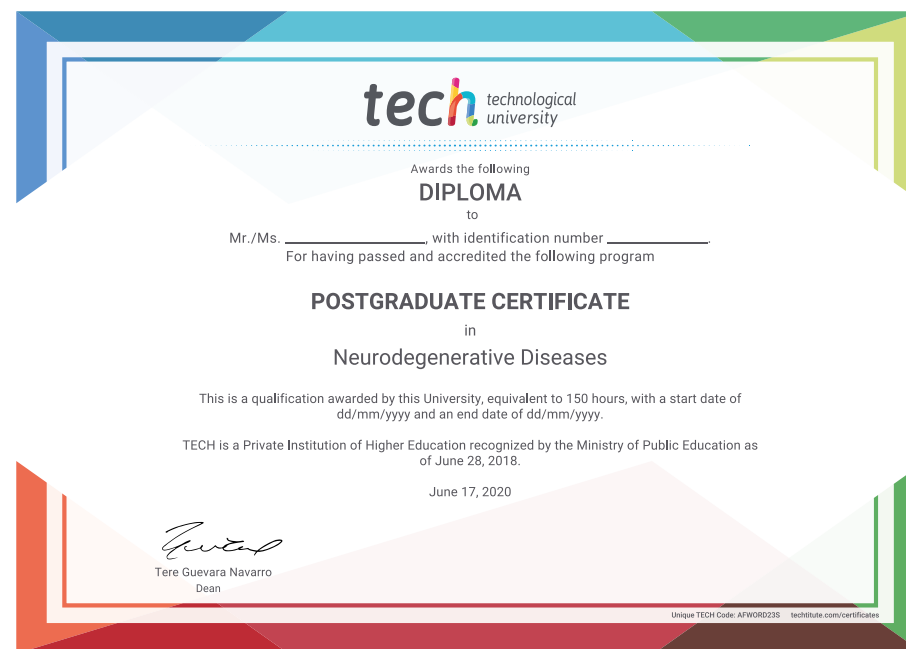 tech technological
university
Awards the following
DIPLOMA
to
Mr./Ms. ____________________, with identification number ______________.
For having passed and accredited the following program
POSTGRADUATE CERTIFICATE
in
Neurodegenerative Diseases
This is a qualification awarded by this University, equivalent to 150 hours, with a start date of
dd/mm/yyyy and an end date of dd/mm/yyyy.
TECH is a Private Institution of Higher Education recognized by the Ministry of Public Education as
of June 28, 2018.
June 17, 2020
Tere Guevara Navarro
Dean
Unique TECH Code: AFWORD23S techtitute.com/certificates